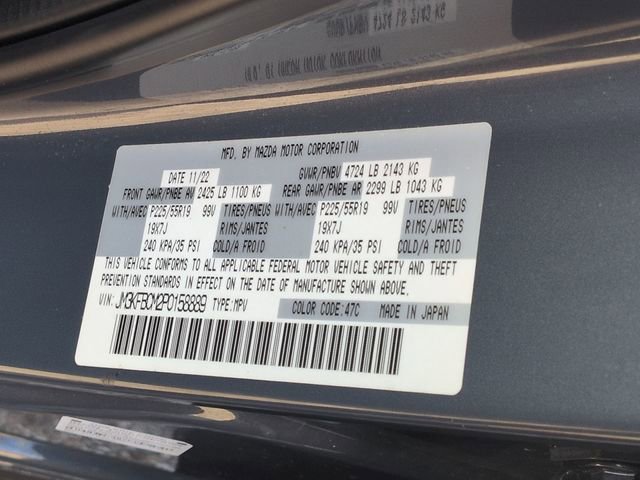 MFD. BY MAZDA MOTOR CORPORATION
DATE 11/22 GVWR/PNBV 4724 LB 2143 KG
FRONT GAWR/PNBE AV 2425 LB 1100 KG REAR GAWR/PNBE AR 2299 LB 1043 KG
WITH/AVEC P225/55R19 99V TIRES/PNEUS WITH/AVEC P225/55R19 99V TIRES/PNEUS
19X7J RIMS/JANTES 19X7J RIMS/JANTES
240 KPA/35 PSI COLD/A FROID 240 KPA/35 PSI COLD/A FROID
THIS VEHICLE CONFORMS TO ALL APPLICABLE FEDERAL MOTOR VEHICLE SAFETY AND THEFT
PREVENTION STANDARDS IN EFFECT ON THE DATE OF MANUFACTURE SHOWN ABOVE.
VIN: JM3KFBCM2P0158889 TYPE: MPV COLOR CODE: 47C MADE IN JAPAN